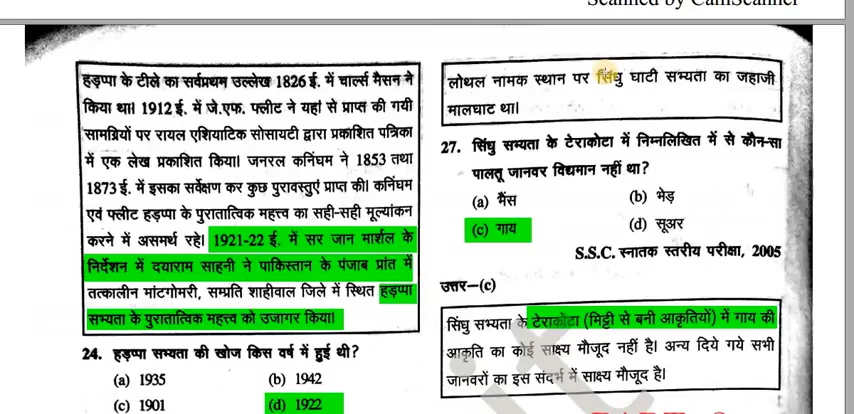 Scanned by CamScanner
हड़प्पा के टीले का सर्वप्रथम उल्लेख 1826 ई. में चार्ल्स मैसन ने
किया था। 1912 ई. में जे.एफ. फ्लीट ने यहां से प्राप्त की गयी
सामग्रियों पर रायल एशियाटिक सोसायटी द्वारा प्रकाशित पत्रिका
में एक लेख प्रकाशित किया। जनरल कनिंघम ने 1853 तथा
1873 ई. में इसका सर्वेक्षण कर कुछ पुरावस्तुएं प्राप्त की। कनिंघम
एवं फ्लीट हड़प्पा के पुरातात्विक महत्त्व का सही-सही मूल्यांकन
करने में असमर्थ रहे। 1921-22 ई. में सर जान मार्शल के
निर्देशन में दयाराम साहनी ने पाकिस्तान के पंजाब प्रांत में
तत्कालीन मांटगोमरी, सम्प्रति शाहीवाल जिले में स्थित हड़प्पा
सभ्यता के पुरातात्विक महत्त्व को उजागर किया।
24. हड़प्पा सभ्यता की खोज किस वर्ष में हुई थी?
(a) 1935 (b) 1942
(c) 1901 (d) 1922
लोथल नामक स्थान पर सिंधु घाटी सभ्यता का जहाजी
मालघाट था।
27. सिंधु सभ्यता के टेराकोटा में निम्नलिखित में से कौन-सा
पालतू जानवर विद्यमान नहीं था?
(a) भैंस (b) भेड़
(c) गाय (d) सूअर
S.S.C. स्नातक स्तरीय परीक्षा, 2005
उत्तर–(c)
सिंधु सभ्यता के टेराकोटा (मिट्टी से बनी आकृतियों) में गाय की
आकृति का कोई साक्ष्य मौजूद नहीं है। अन्य दिये गये सभी
जानवरों का इस संदर्भ में साक्ष्य मौजूद है।